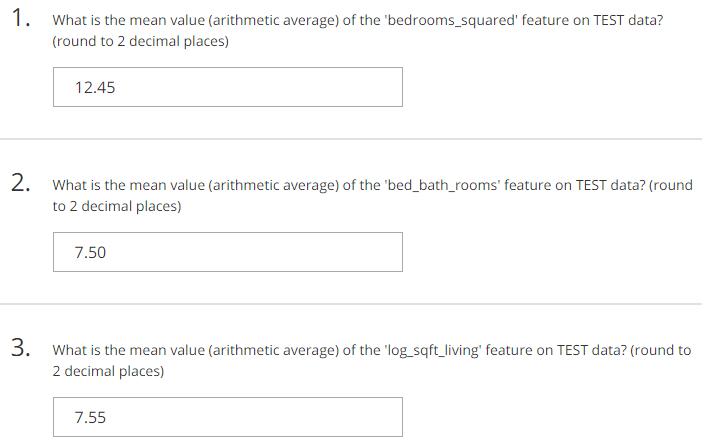 1. What is the mean value (arithmetic average) of the 'bedrooms_squared' feature on TEST data?
(round to 2 decimal places)
12.45
2. What is the mean value (arithmetic average) of the 'bed_bath_rooms' feature on TEST data? (round
to 2 decimal places)
7.50
3. What is the mean value (arithmetic average) of the 'log_sqft_living' feature on TEST data? (round to
2 decimal places)
7.55